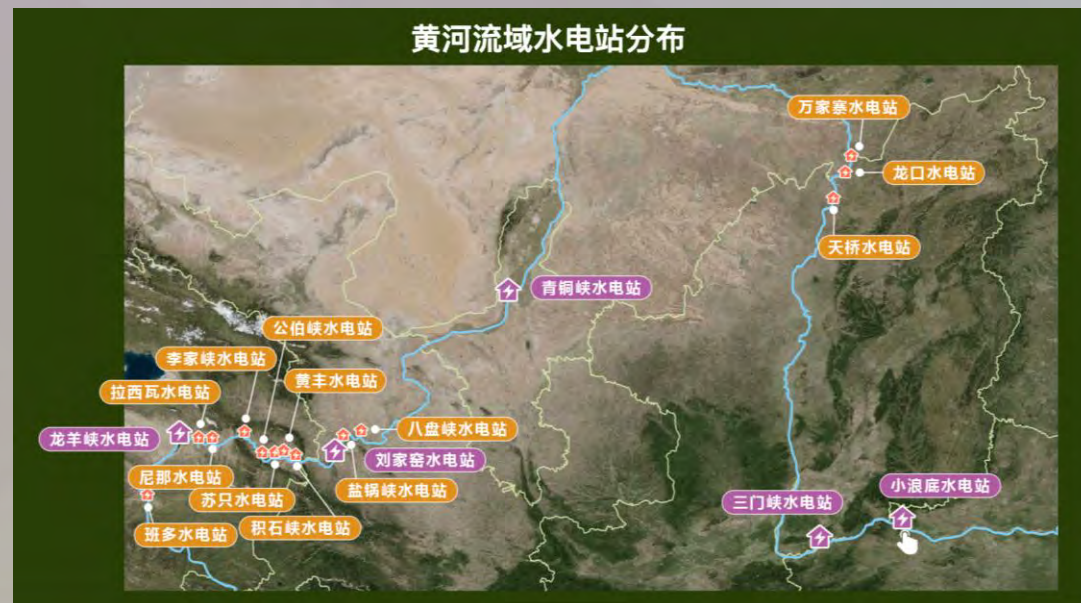 黄河流域水电站分布
万家寨水电站
龙口水电站
天桥水电站
青铜峡水电站
公伯峡水电站
李家峡水电站
黄丰水电站
拉西瓦水电站
八盘峡水电站
龙羊峡水电站
刘家窑水电站
尼那水电站
盐锅峡水电站
苏只水电站
积石峡水电站
班多水电站
小浪底水电站
三门峡水电站